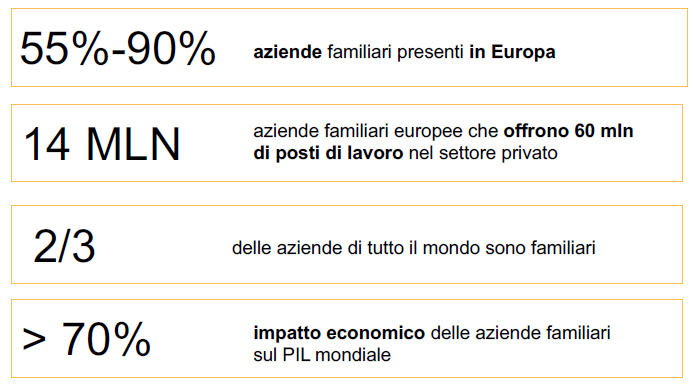 55%-90%
aziende familiari presenti in Europa
14 MLN
aziende familiari europee che offrono 60 mln
di posti di lavoro nel settore privato
2/3
delle aziende di tutto il mondo sono familiari
> 70%
impatto economico delle aziende familiari
sul PIL mondiale